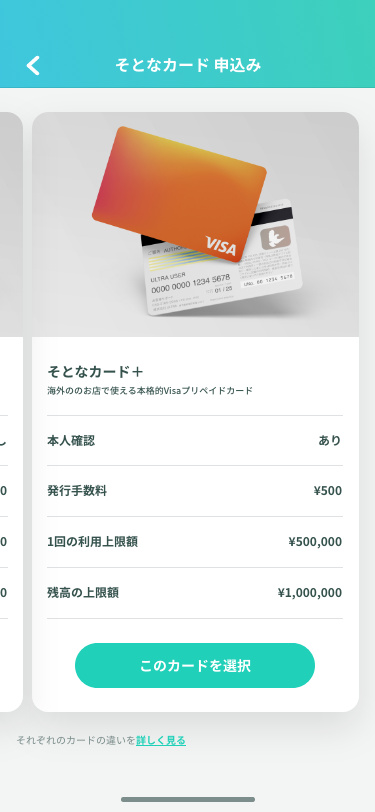 そとなカード 申込み
VISA
ULTRA USER
0000 0000 1234 5678
01 / 25
そとなカード＋
海外ののお店で使える本格的Visaプリペイドカード
し
本人確認 あり
0
発行手数料 ¥500
0
1回の利用上限額 ¥500,000
0
残高の上限額 ¥1,000,000
このカードを選択
それぞれのカードの違いを詳しく見る